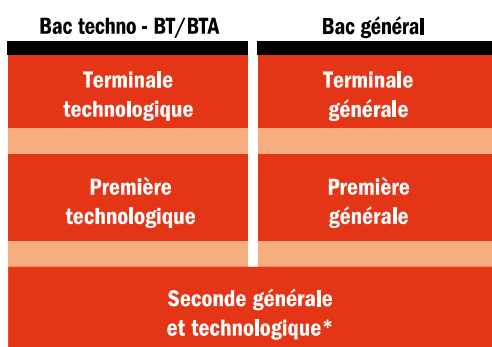 Bac techno - BT/BTA
Bac général
Terminale
technologique
Terminale
générale
Première
technologique
Première
générale
Seconde générale
et technologique*